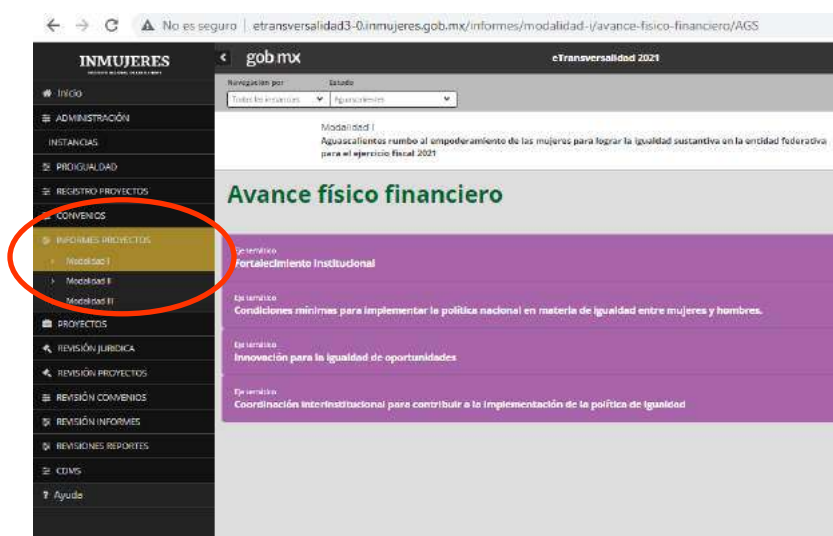 No es seguro | etransversalidad3-0.inmujeres.gob.mx/informes/modalidad-i/avance-fisico-financiero/AGS
INMUJERES
gob mx
eTransversalidad 2021
Inicio
ADMINISTRACIÓN
INSTANCIAS
PROIGUALDAD
REGISTRO PROYECTOS
CONVENIOS
INFORMES PROYECTOS
Modalidad I
Modalidad II
Modalidad III
PROYECTOS
REVISIÓN JURIDICA
REVISIÓN PROYECTOS
REVISIÓN CONVENIOS
REVISIÓN INFORMES
REVISIONES REPORTES
CDMS
? Ayuda
Navegación por
Estado
Todas las instancias
Aguascalientes
Modalidad I
Aguascalientes rumbo al empoderamiento de las mujeres para lograr la igualdad sustantiva en la entidad federativa
para el ejercicio fiscal 2021
Avance físico financiero
Eje temático
Fortalecimiento Institucional
Eje temático
Condiciones mínimas para implementar la política nacional en materia de igualdad entre mujeres y hombres.
Eje temático
Innovación para la igualdad de oportunidades
Eje temático
Coordinación interinstitucional para contribuir a la implementación de la política de igualdad